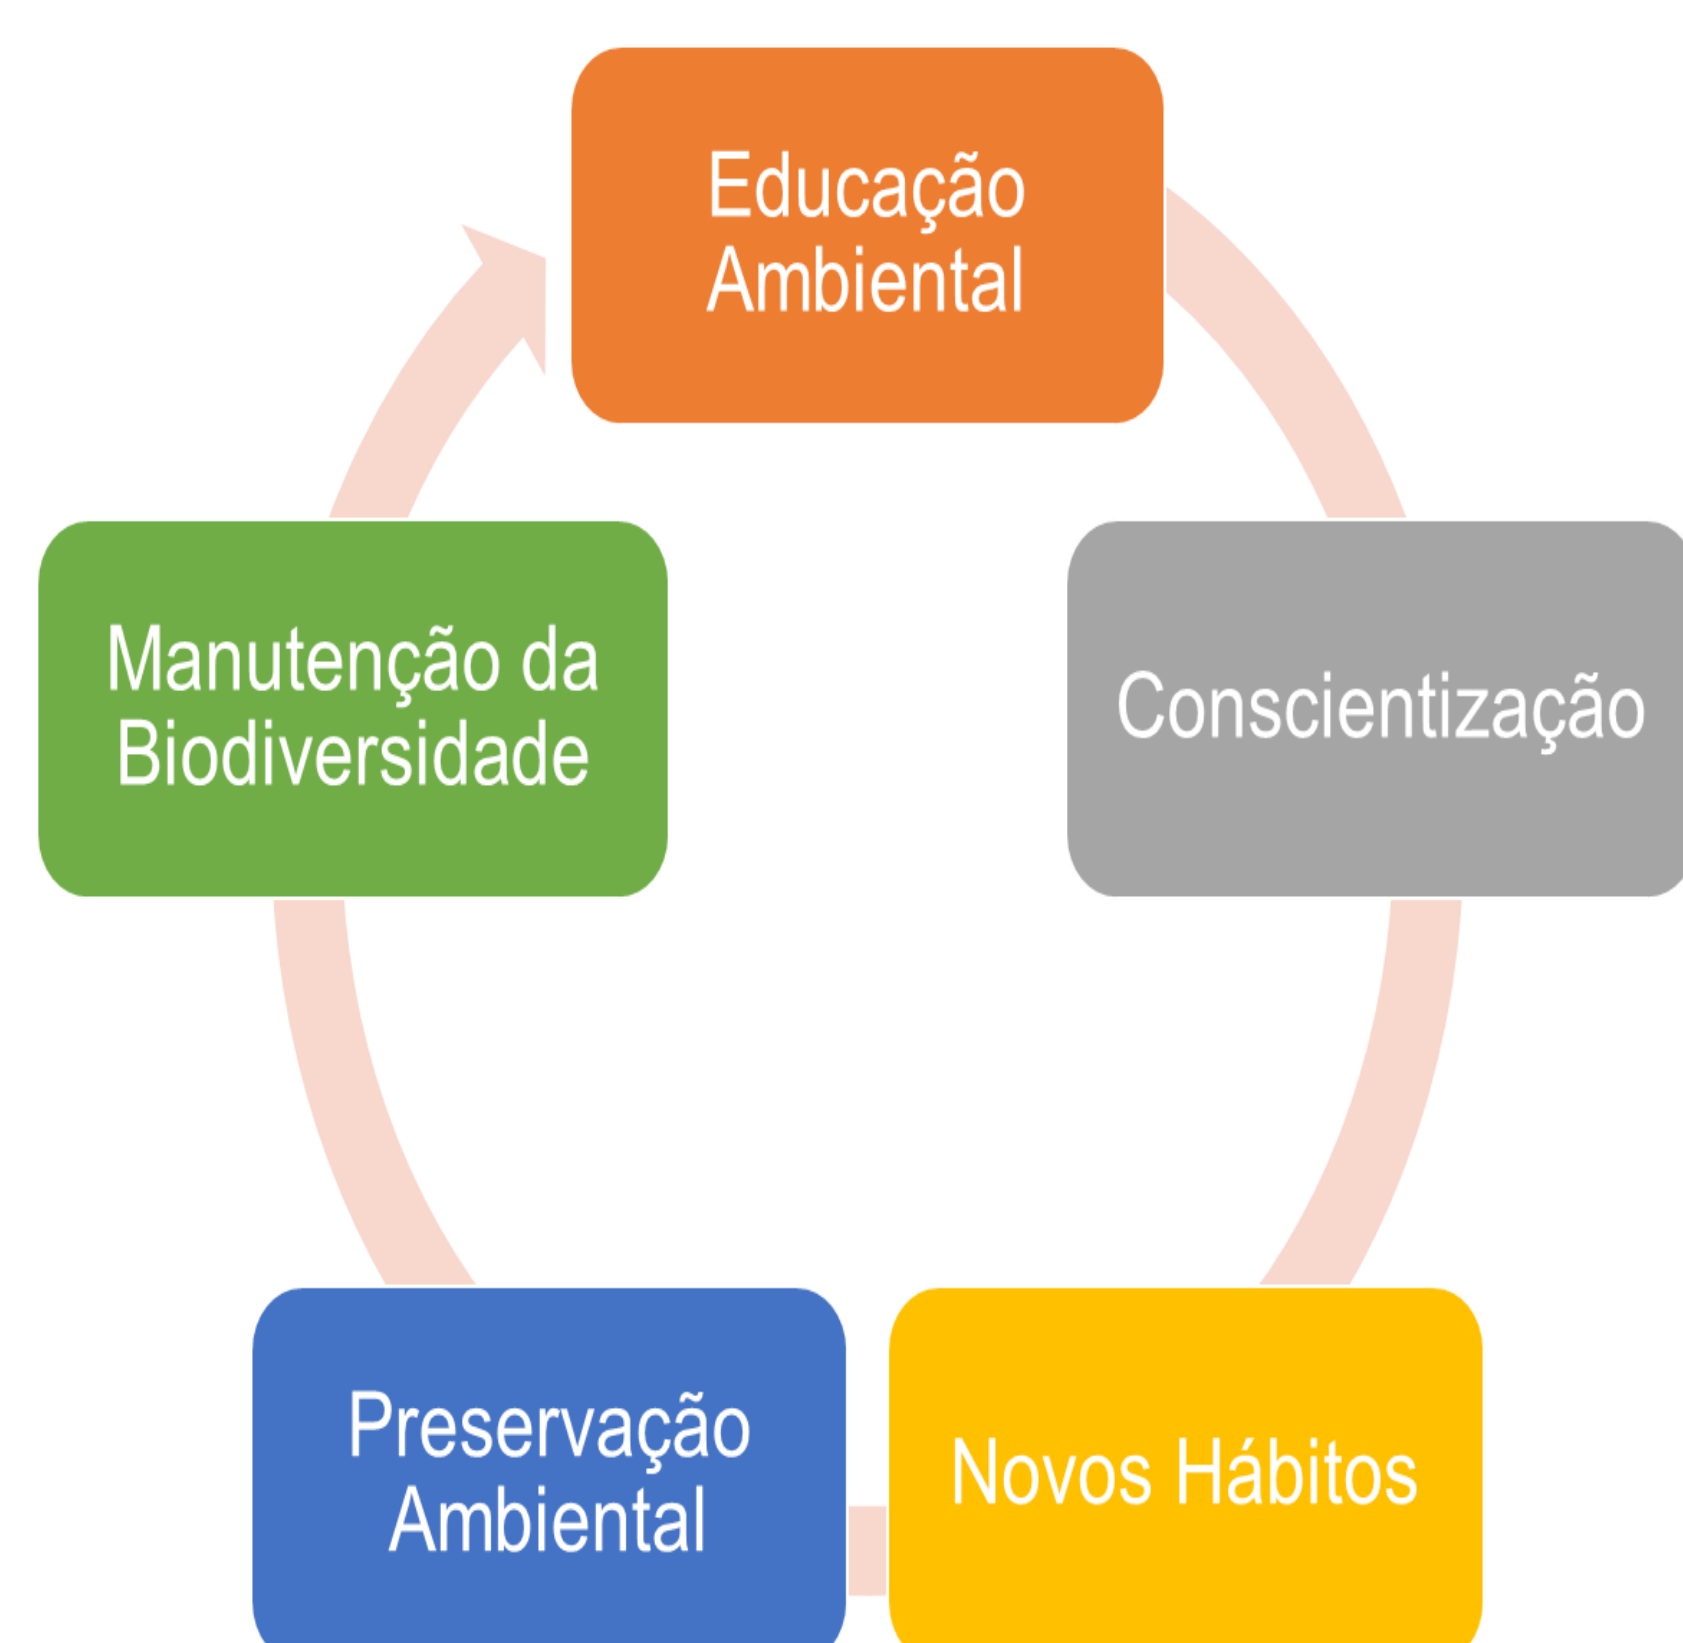 Educação
Ambiental
Conscientização
Novos Hábitos
Preservação
Ambiental
Manutenção da
Biodiversidade